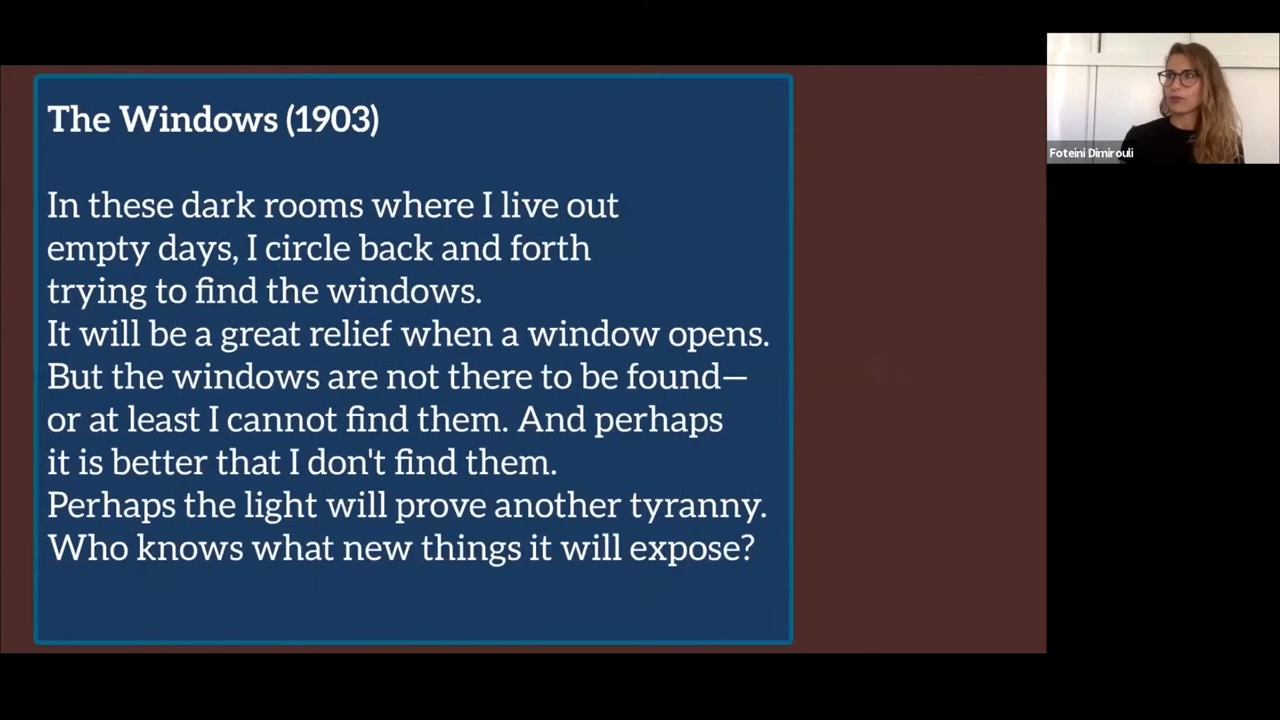 The Windows (1903)
In these dark rooms where I live out
empty days, I circle back and forth
trying to find the windows.
It will be a great relief when a window opens.
But the windows are not there to be found—
or at least I cannot find them. And perhaps
it is better that I don't find them.
Perhaps the light will prove another tyranny.
Who knows what new things it will expose?
Foteini Dimirouli